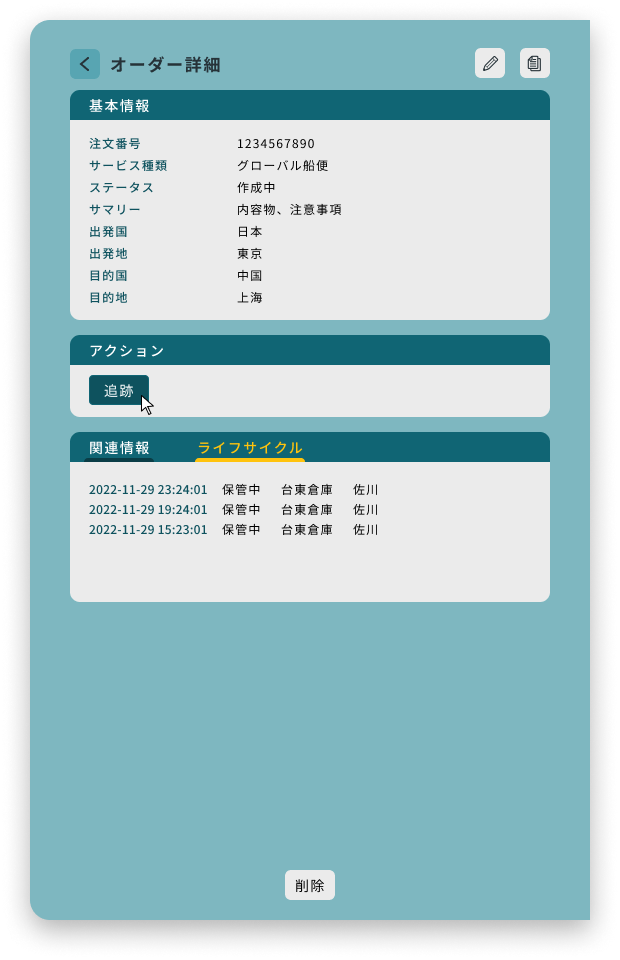 オーダー詳細
基本情報
注文番号 1234567890
サービス種類 グローバル船便
ステータス 作成中
サマリー 内容物、注意事項
出発国 日本
出発地 東京
目的国 中国
目的地 上海
アクション
追跡
関連情報 ライフサイクル
2022-11-29 23:24:01 保管中 台東倉庫 佐川
2022-11-29 19:24:01 保管中 台東倉庫 佐川
2022-11-29 15:23:01 保管中 台東倉庫 佐川
削除